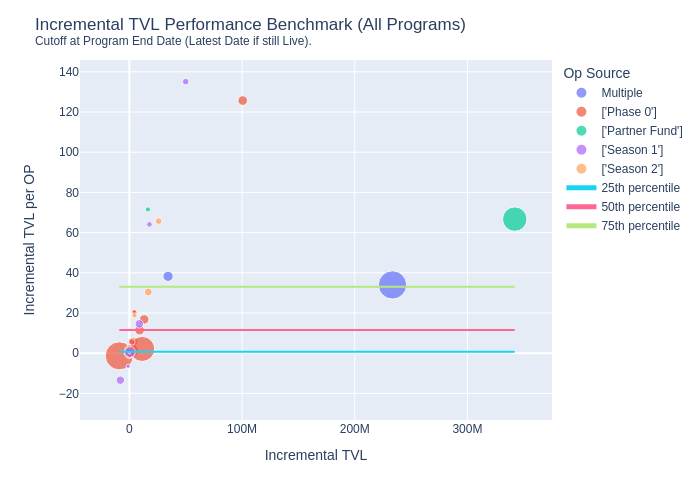 Incremental TVL Performance Benchmark (All Programs)
Cutoff at Program End Date (Latest Date if still Live).
Incremental TVL per OP
140
120
100
80
60
40
20
0
−20
0
100M
200M
300M
Incremental TVL
Op Source
Multiple
['Phase 0']
['Partner Fund']
['Season 1']
['Season 2']
25th percentile
50th percentile
75th percentile